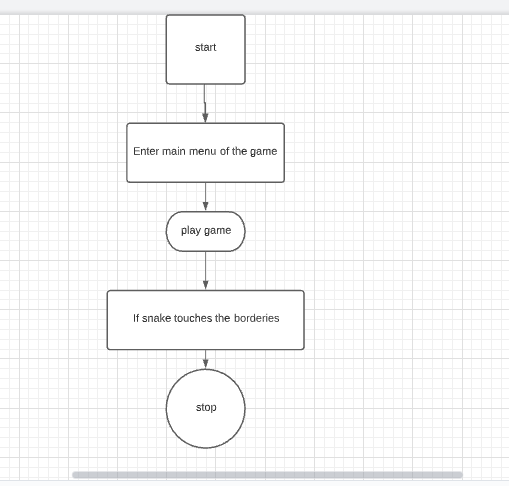 start
Enter main menu of the game
play game
If snake touches the borderies
stop